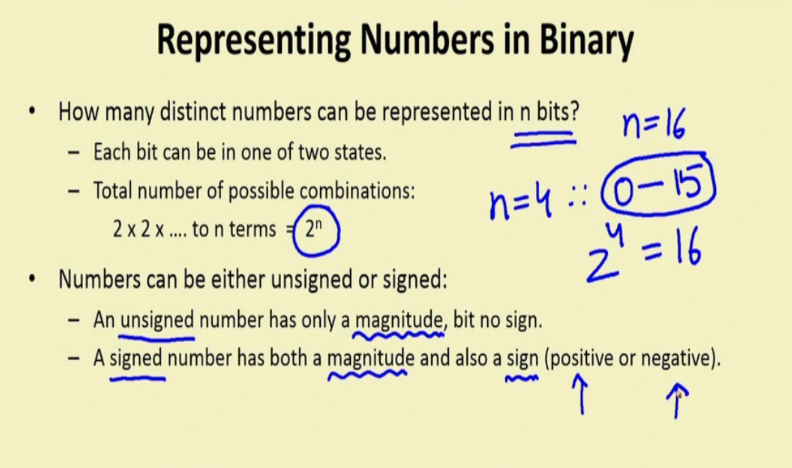 Representing Numbers in Binary
• How many distinct numbers can be represented in n bits?
n=16
– Each bit can be in one of two states.
– Total number of possible combinations:
n=4 :: 0-15
2 x 2 x .... to n terms = 2ⁿ
2⁴ = 16
• Numbers can be either unsigned or signed:
– An unsigned number has only a magnitude, bit no sign.
– A signed number has both a magnitude and also a sign (positive or negative).